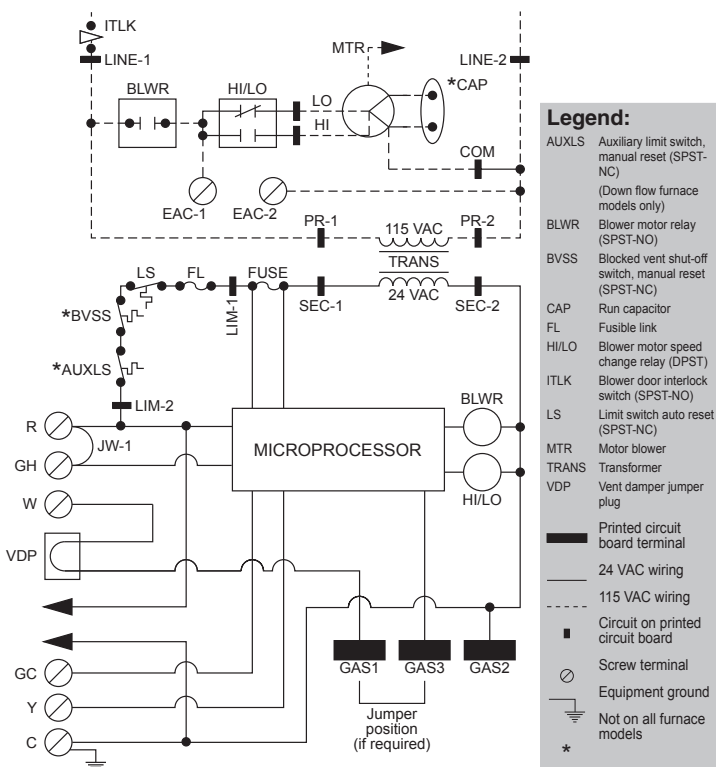 ITLK
LINE-1
MTR
LINE-2
BLWR
HI/LO
*CAP
LO
HI
COM
EAC-1
EAC-2
PR-1
115 VAC
PR-2
TRANS
LS
FL
FUSE
24 VAC
LIM-1
SEC-1
SEC-2
*BVSS
*AUXLS
LIM-2
BLWR
R
JW-1
MICROPROCESSOR
GH
HI/LO
W
VDP
GC
GAS1
GAS3
GAS2
Y
Jumper
position
(if required)
C
Legend:
AUXLS Auxiliary limit switch,
manual reset (SPST-
NC)
(Down flow furnace
models only)
BLWR Blower motor relay
(SPST-NO)
BVSS Blocked vent shut-off
switch, manual reset
(SPST-NC)
CAP Run capacitor
FL Fusible link
HI/LO Blower motor speed
change relay (DPST)
ITLK Blower door interlock
switch (SPST-NO)
LS Limit switch auto reset
(SPST-NC)
MTR Motor blower
TRANS Transformer
VDP Vent damper jumper
plug
Printed circuit
board terminal
24 VAC wiring
115 VAC wiring
Circuit on printed
circuit board
Screw terminal
Equipment ground
Not on all furnace
models
*